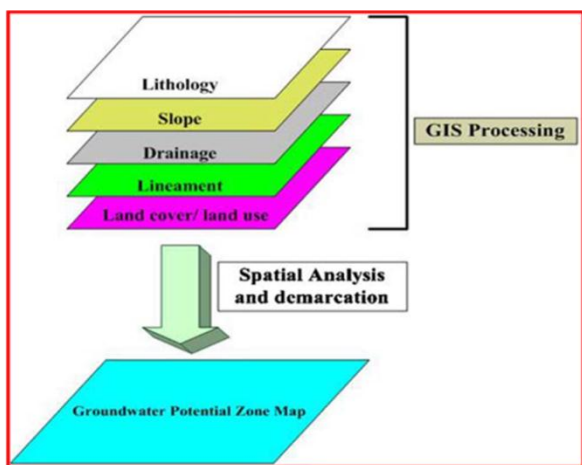 Lithology
Slope
Drainage
Lineament
Land cover/ land use
GIS Processing
Spatial Analysis
and demarcation
Groundwater Potential Zone Map